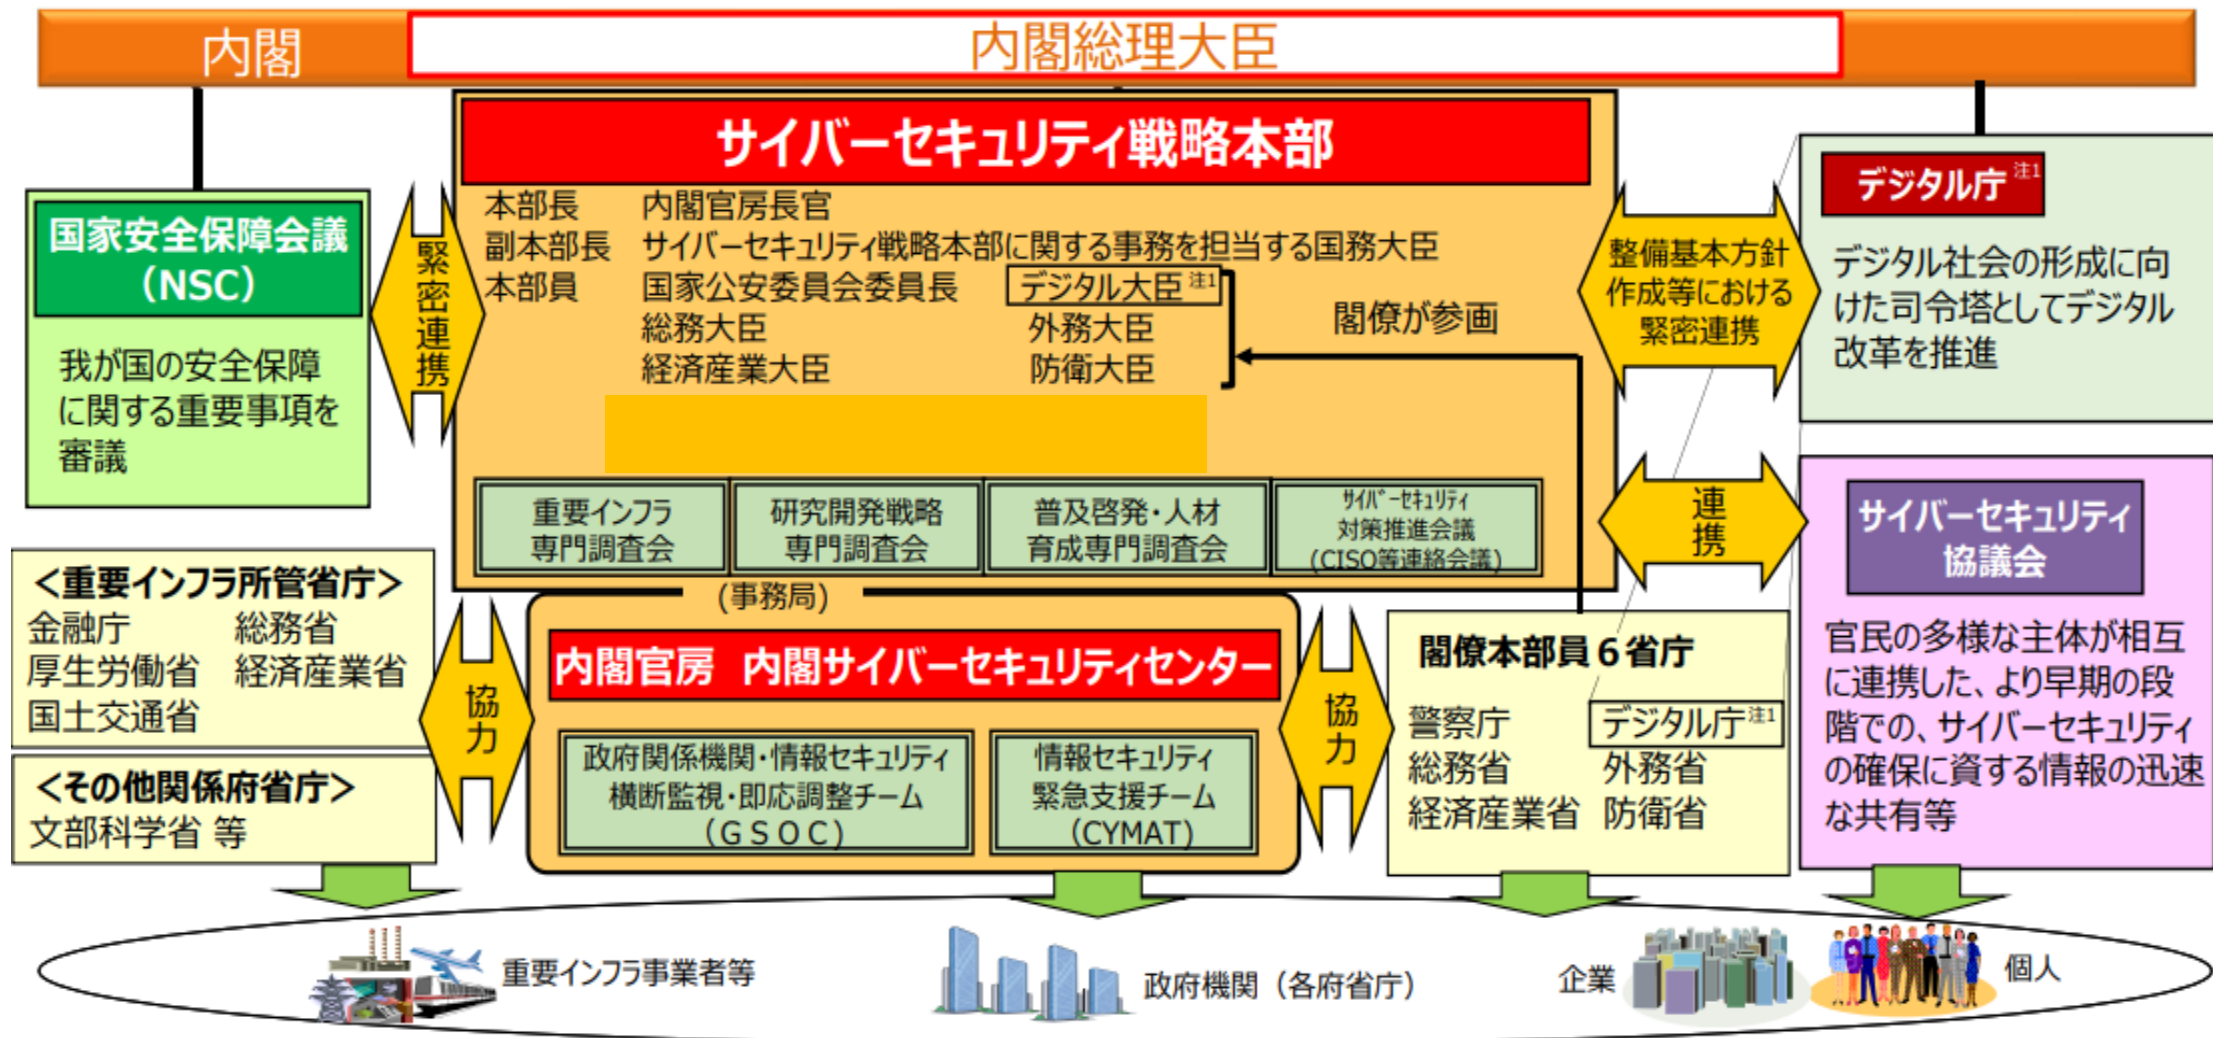 内閣
内閣総理大臣
サイバーセキュリティ戦略本部
本部長 内閣官房長官
副本部長 サイバーセキュリティ戦略本部に関する事務を担当する国務大臣
本部員 国家公安委員会委員長 デジタル大臣 注1
総務大臣 外務大臣
経済産業大臣 防衛大臣
閣僚が参画
国家安全保障会議
(NSC)
我が国の安全保障
に関する重要事項を
審議
緊密連携
整備基本方針
作成等における
緊密連携
デジタル庁 注1
デジタル社会の形成に向
けた司令塔としてデジタル
改革を推進
重要インフラ
専門調査会
研究開発戦略
専門調査会
普及啓発・人材
育成専門調査会
サイバーセキュリティ
対策推進会議
(CISO等連絡会議)
連携
サイバーセキュリティ
協議会
官民の多様な主体が相互
に連携した、より早期の段
階での、サイバーセキュリティ
の確保に資する情報の迅速
な共有等
<重要インフラ所管省庁>
金融庁 総務省
厚生労働省 経済産業省
国土交通省
<その他関係府省庁>
文部科学省 等
協力
(事務局)
内閣官房 内閣サイバーセキュリティセンター
政府関係機関・情報セキュリティ
横断監視・即応調整チーム
(GSOC)
情報セキュリティ
緊急支援チーム
(CYMAT)
協力
閣僚本部員6省庁
警察庁 デジタル庁 注1
総務省 外務省
経済産業省 防衛省
重要インフラ事業者等
政府機関(各府省庁)
企業
個人